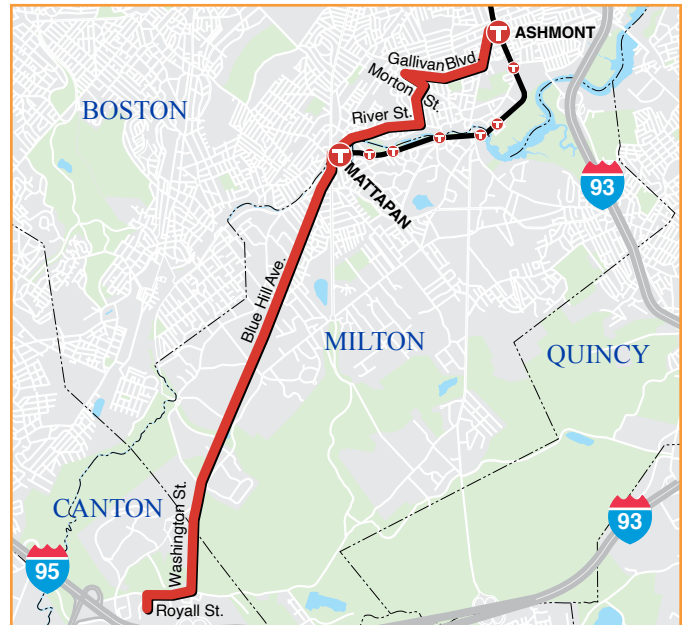 T
ASHMONT
Gallivan Blvd.
T
Morton St.
BOSTON
River St.
T
T
T
T
T
T
MATTAPAN
93
Blue Hill Ave.
MILTON
QUINCY
CANTON
Washington St.
93
95
Royall St.